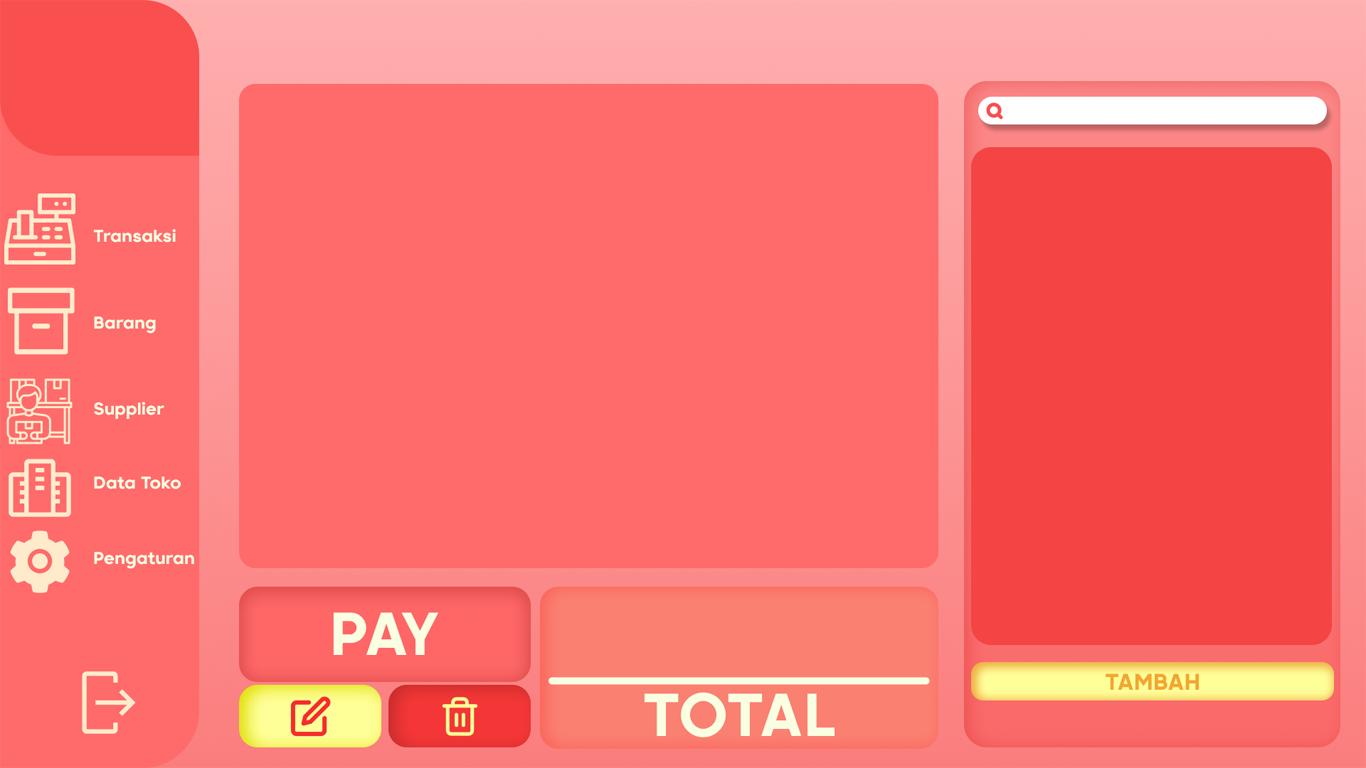 Transaksi
Barang
Supplier
Data Toko
Pengaturan
PAY
TOTAL
TAMBAH